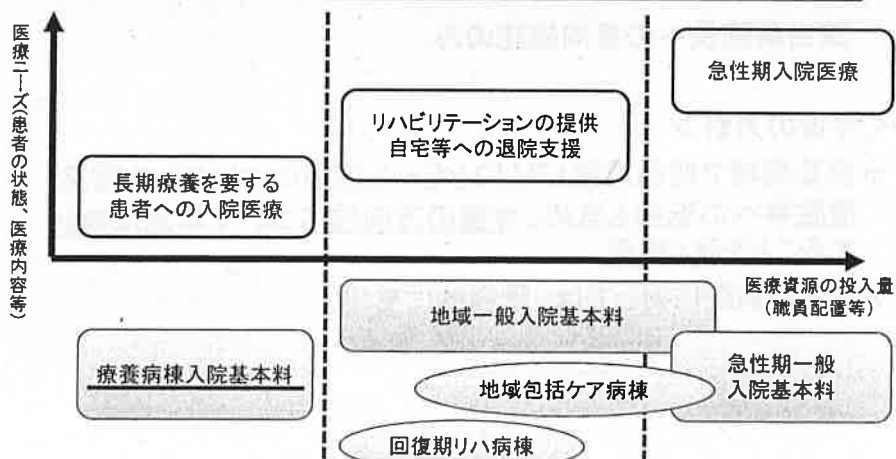 医療ニーズ(患者の状態、医療内容等)
急性期入院医療
リハビリテーションの提供
自宅等への退院支援
長期療養を要する
患者への入院医療
医療資源の投入量
(職員配置等)
地域一般入院基本料
療養病棟入院基本料
急性期一般
入院基本料
地域包括ケア病棟
回復期リハ病棟